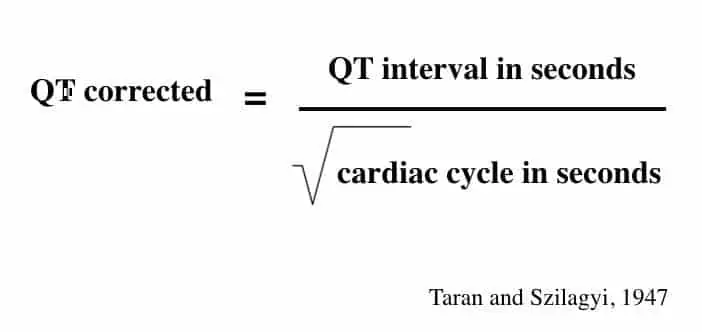 QT interval in seconds
QT corrected =
√ cardiac cycle in seconds
Taran and Szilagyi, 1947